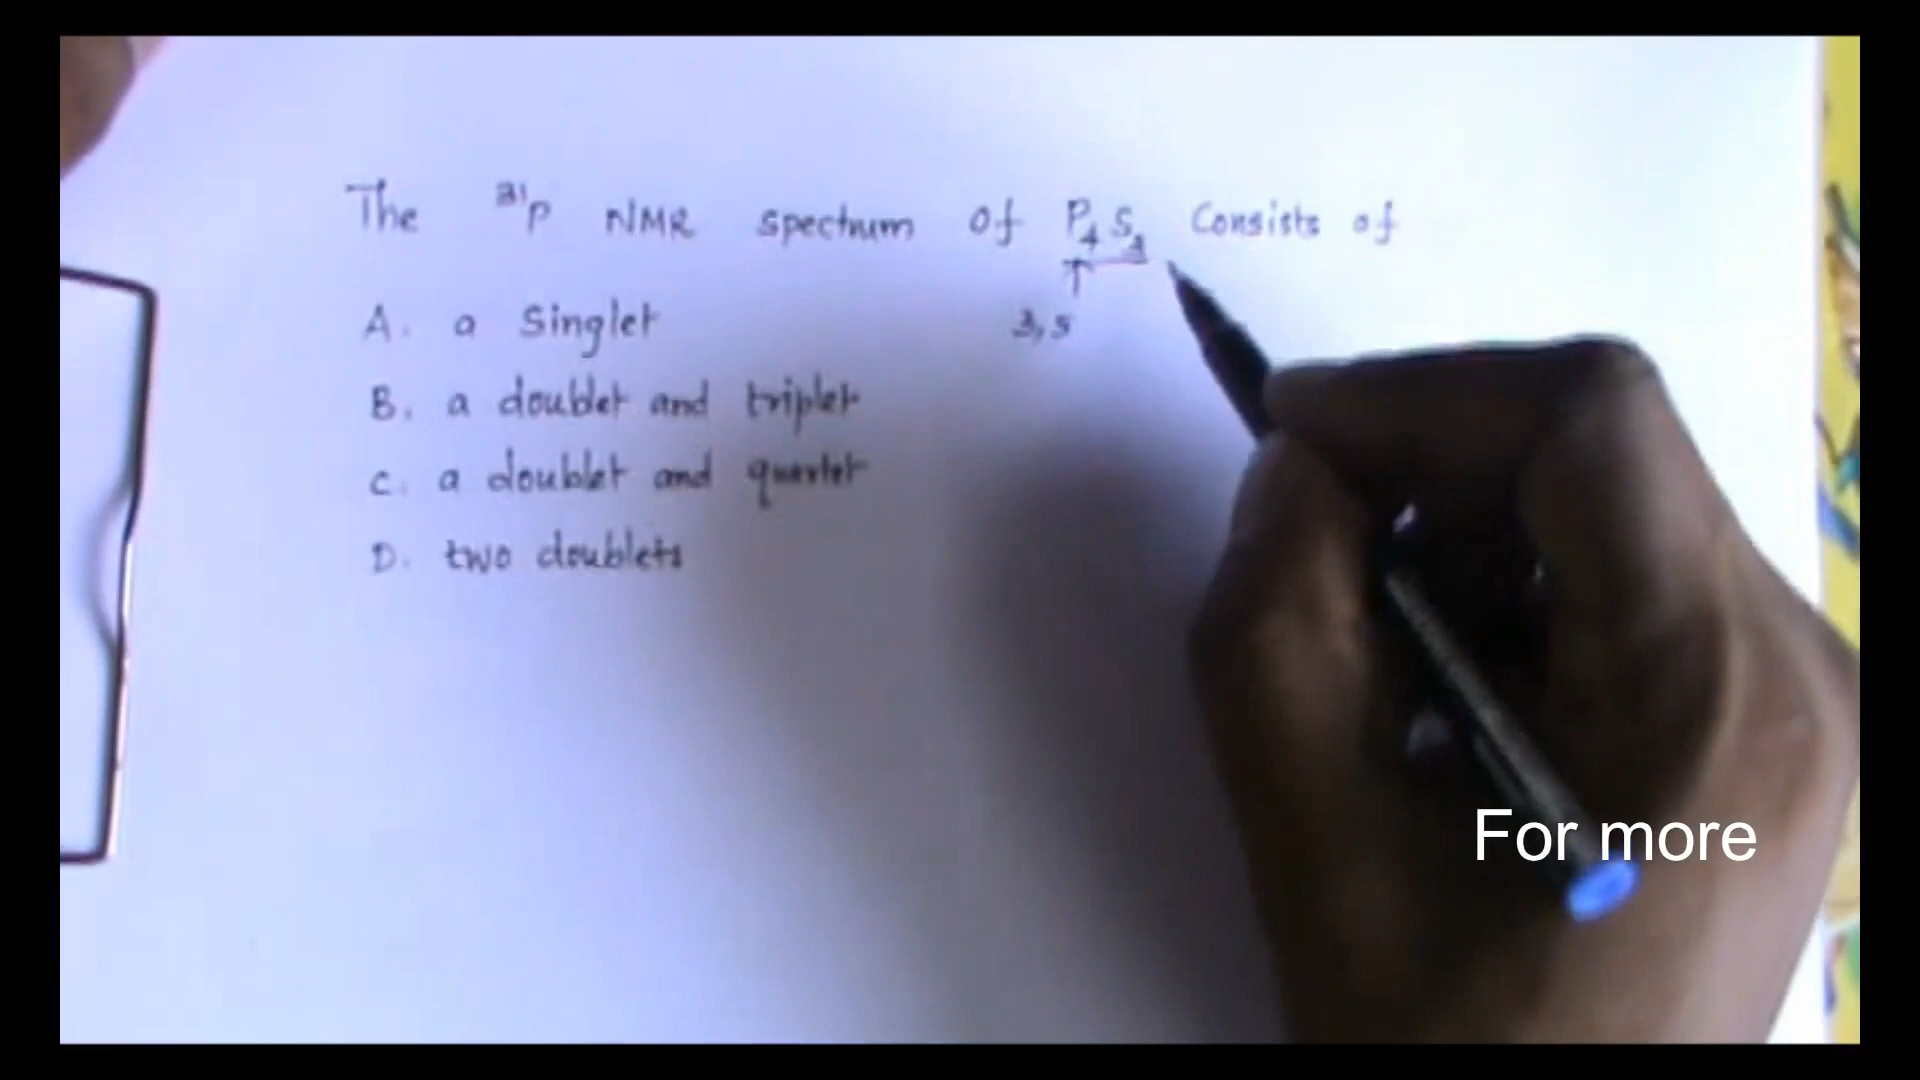 The ³¹P NMR spectrum of P₄S₃ consists of
3, 5
A. a singlet
B. a doublet and triplet
C. a doublet and quartet
D. two doublets
For more